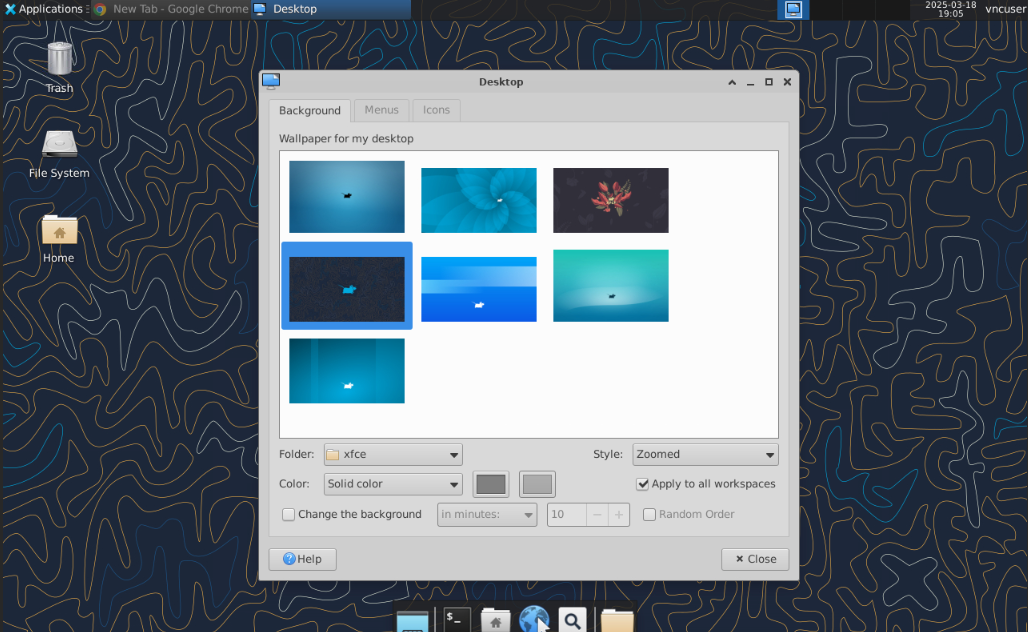 Applications
New Tab - Google Chrome
Desktop
2025-03-18
19:05
vncuser
Trash
File System
Home
Desktop
Background
Menus
Icons
Wallpaper for my desktop
Folder:
xfce
Style:
Zoomed
Color:
Solid color
Apply to all workspaces
Change the background
in minutes:
10
Random Order
Help
Close
$_